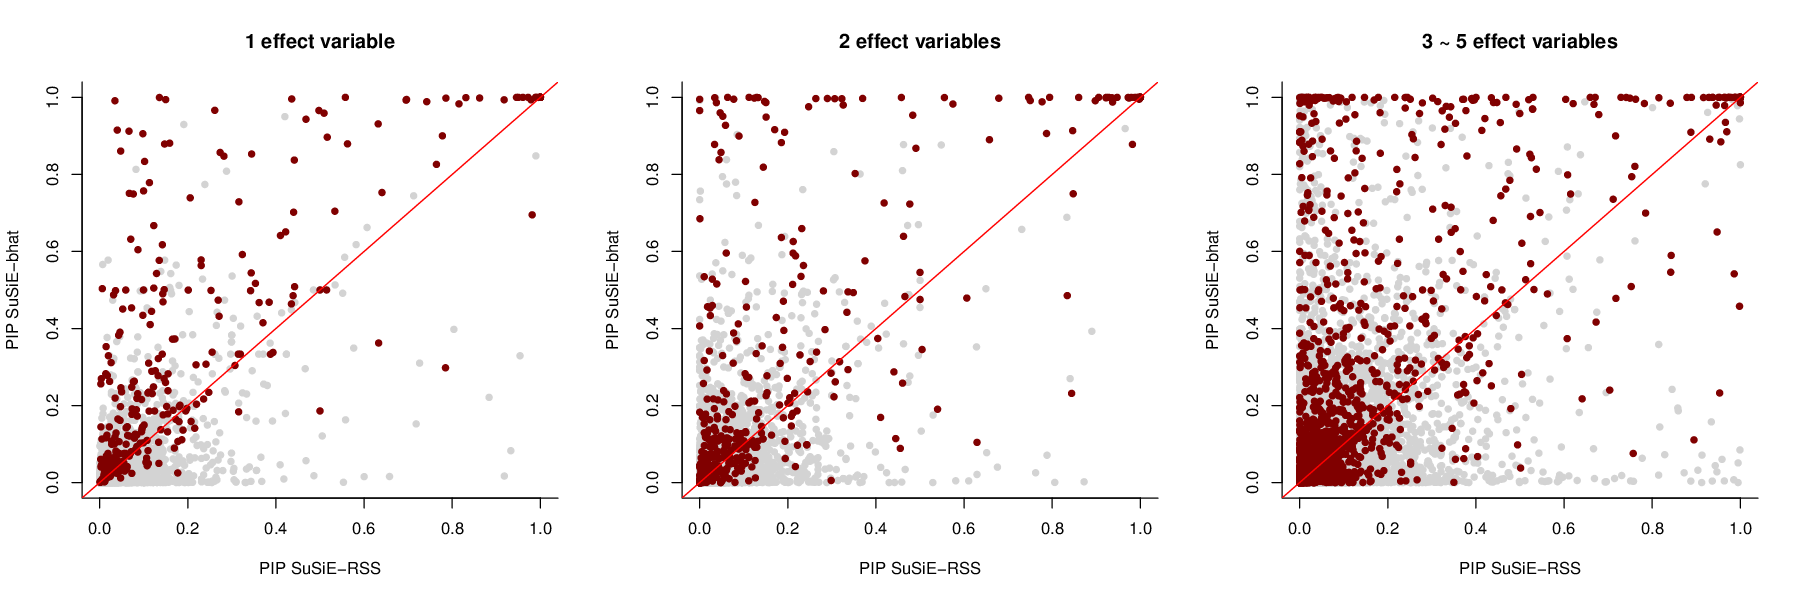 1 effect variable
PIP SuSiE−bhat
1.0
0.8
0.6
0.4
0.2
0.0
0.0 0.2 0.4 0.6 0.8 1.0
PIP SuSiE−RSS
2 effect variables
PIP SuSiE−bhat
1.0
0.8
0.6
0.4
0.2
0.0
0.0 0.2 0.4 0.6 0.8 1.0
PIP SuSiE−RSS
3 ~ 5 effect variables
PIP SuSiE−bhat
1.0
0.8
0.6
0.4
0.2
0.0
0.0 0.2 0.4 0.6 0.8 1.0
PIP SuSiE−RSS